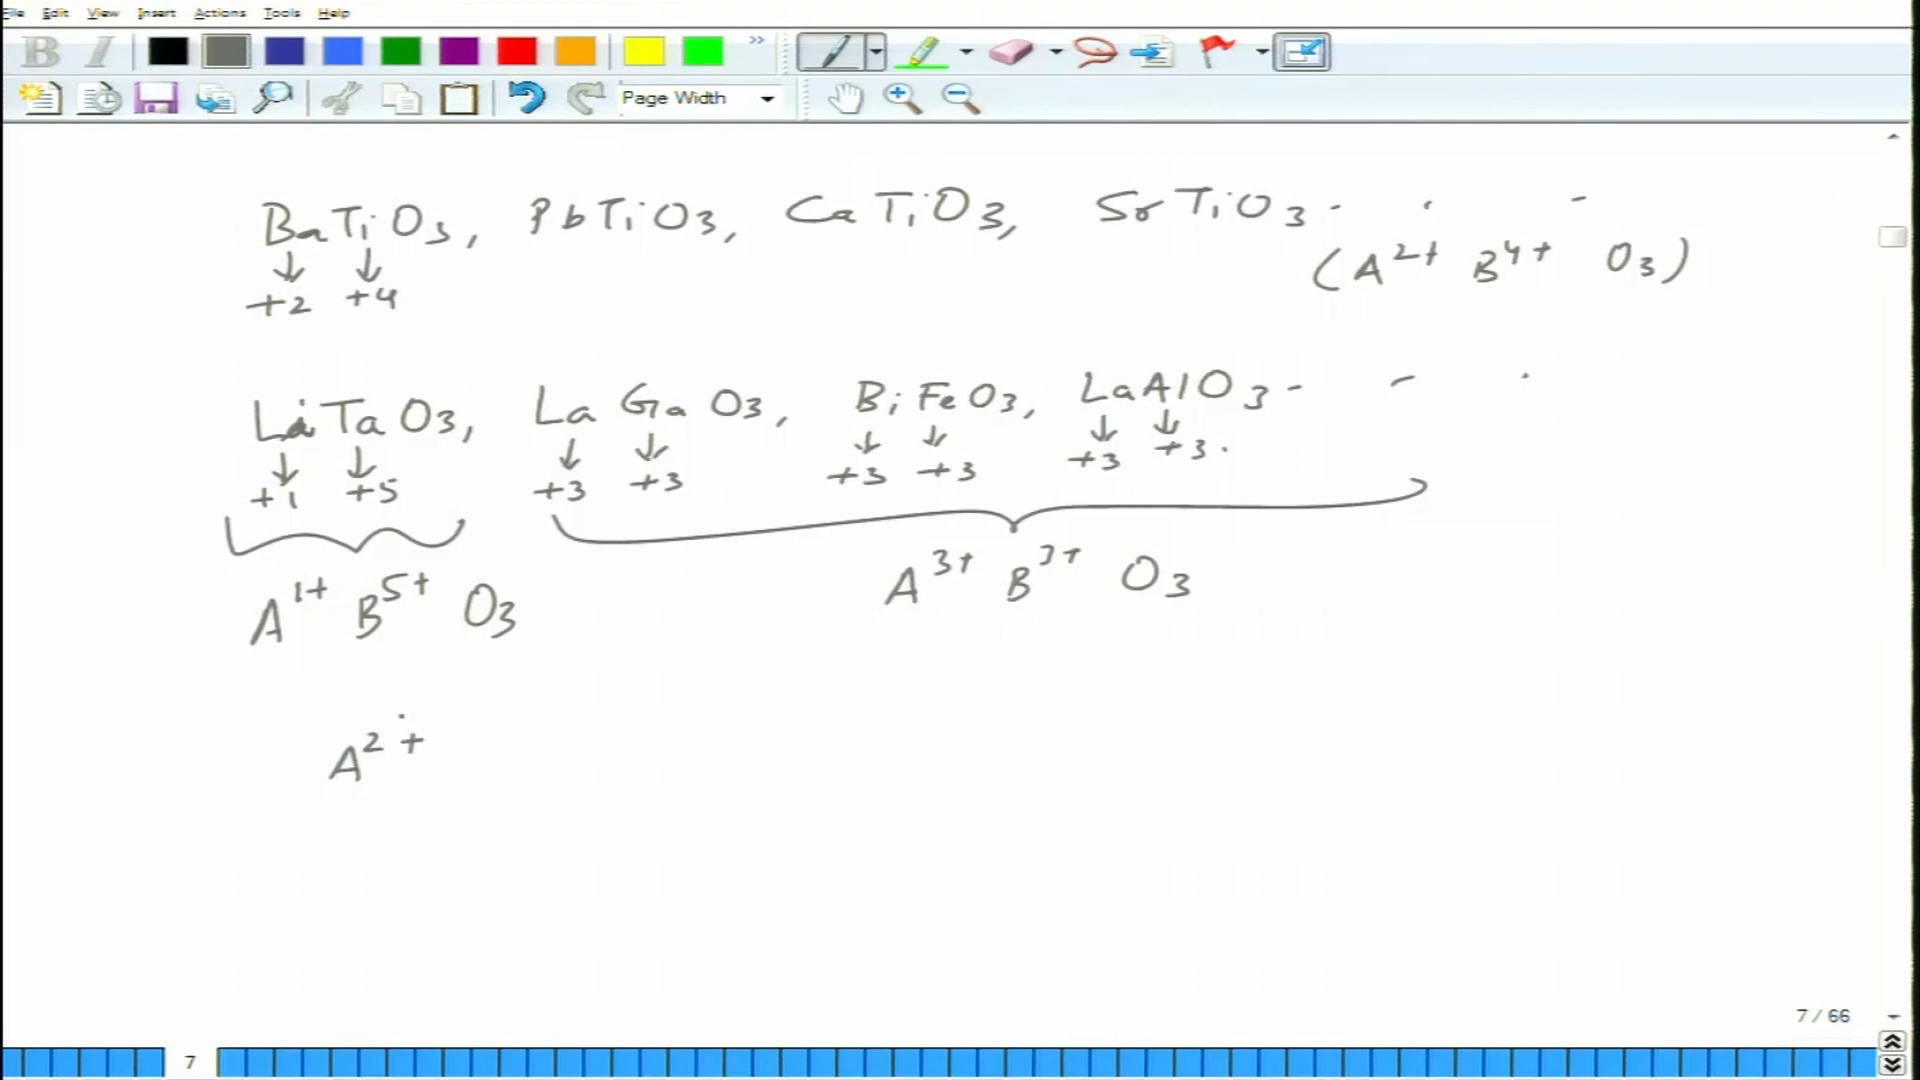 File Edit View Insert Actions Tools Help
B I
Page Width
BaTiO3, PbTiO3, CaTiO3, SrTiO3 - . -
(A2+ B4+ O3)
↓ ↓
+2 +4
LiTaO3, LaGaO3, BiFeO3, LaAlO3 - - .
↓ ↓ ↓ ↓ ↓ ↓ ↓ ↓
+1 +5 +3 +3 +3 +3 +3 +3.
A1+ B5+ O3 A3+ B3+ O3
A2+
7 / 66
7